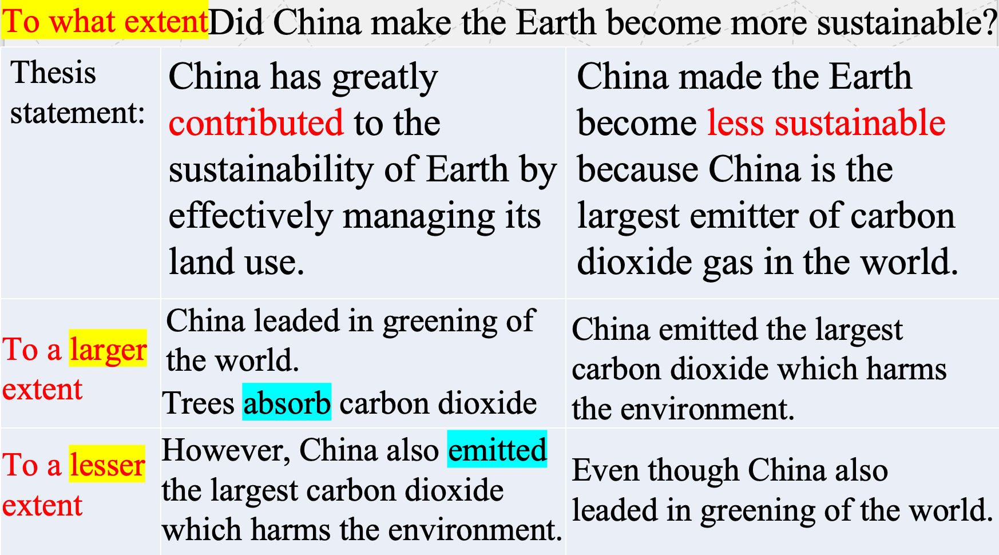 To what extentDid China make the Earth become more sustainable?
Thesis
statement:
China has greatly
contributed to the
sustainability of Earth by
effectively managing its
land use.
China made the Earth
become less sustainable
because China is the
largest emitter of carbon
dioxide gas in the world.
To a larger
extent
China leaded in greening of
the world.
Trees absorb carbon dioxide
China emitted the largest
carbon dioxide which harms
the environment.
To a lesser
extent
However, China also emitted
the largest carbon dioxide
which harms the environment.
Even though China also
leaded in greening of the world.